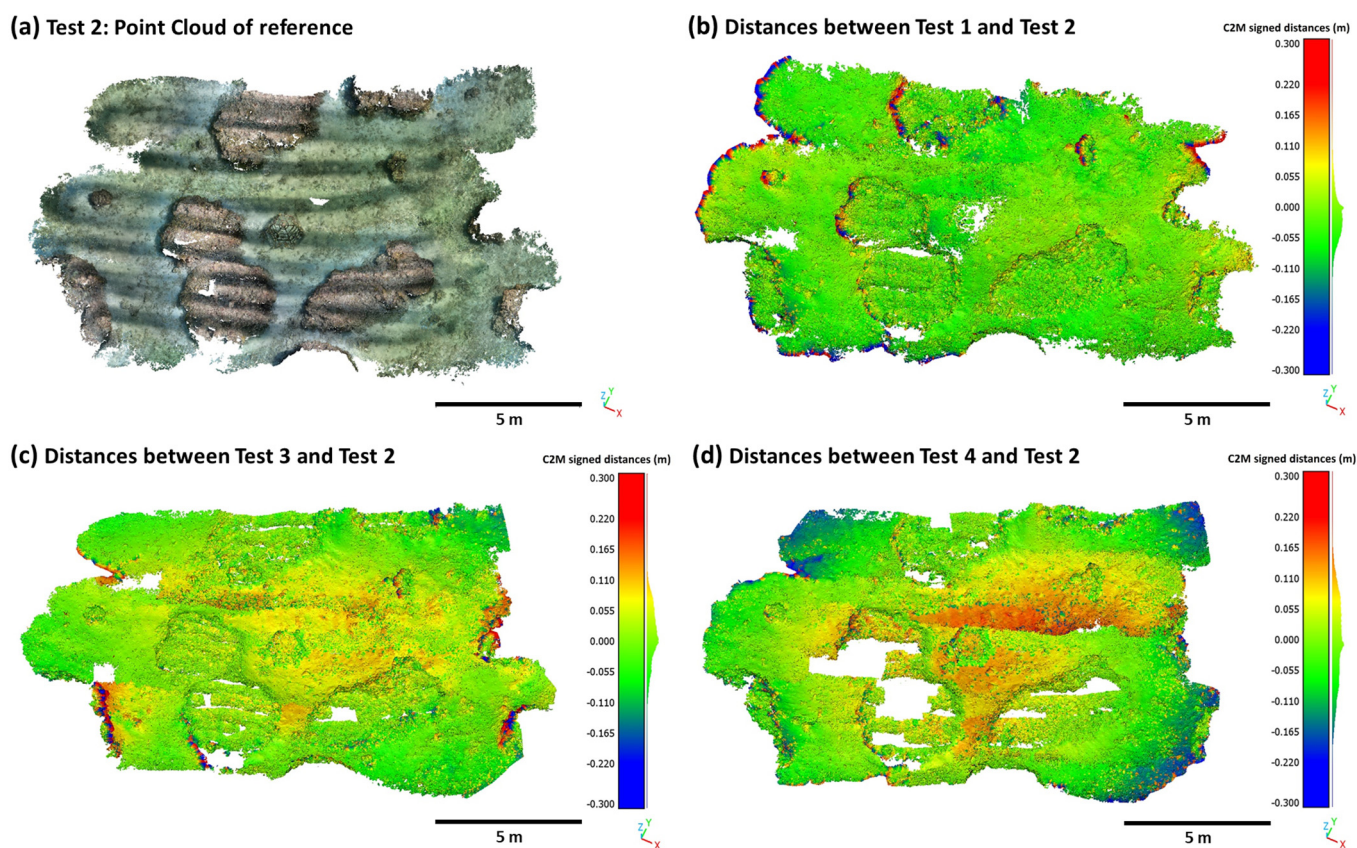 (a) Test 2: Point Cloud of reference
5 m
Z
Y
X
(b) Distances between Test 1 and Test 2
C2M signed distances (m)
0.300
0.220
0.165
0.110
0.055
0.000
-0.055
-0.110
-0.165
-0.220
-0.300
5 m
Z
Y
X
(c) Distances between Test 3 and Test 2
C2M signed distances (m)
0.300
0.220
0.165
0.110
0.055
0.000
-0.055
-0.110
-0.165
-0.220
-0.300
5 m
Z
Y
X
(d) Distances between Test 4 and Test 2
C2M signed distances (m)
0.300
0.220
0.165
0.110
0.055
0.000
-0.055
-0.110
-0.165
-0.220
-0.300
5 m
Z
Y
X